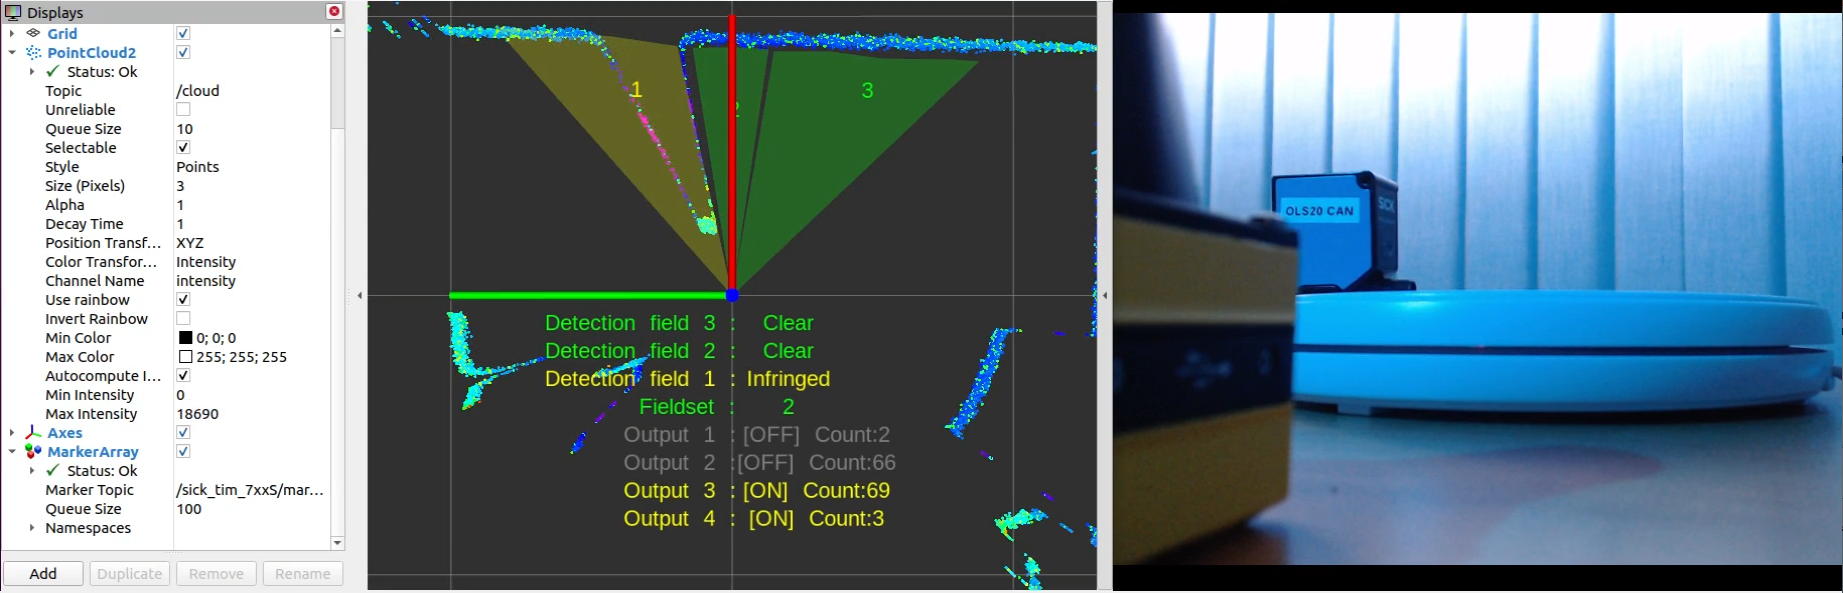 Displays
Grid
PointCloud2
Status: Ok
Topic /cloud
Unreliable
Queue Size 10
Selectable
Style Points
Size (Pixels) 3
Alpha 1
Decay Time 1
Position Transf... XYZ
Color Transfor... Intensity
Channel Name intensity
Use rainbow
Invert Rainbow
Min Color 0; 0; 0
Max Color 255; 255; 255
Autocompute I...
Min Intensity 0
Max Intensity 18690
Axes
MarkerArray
Status: Ok
Marker Topic /sick_tim_7xxS/mar...
Queue Size 100
Namespaces
Add Duplicate Remove Rename
1
2
3
Detection field 3 : Clear
Detection field 2 : Clear
Detection field 1 : Infringed
Fieldset : 2
Output 1 :[OFF] Count:2
Output 2 :[OFF] Count:66
Output 3 : [ON] Count:69
Output 4 : [ON] Count:3
OLS20 CAN
SICK